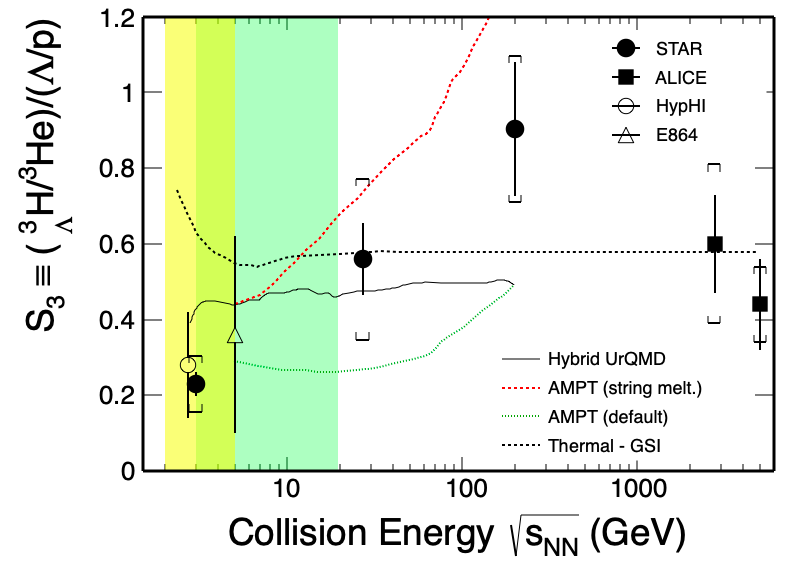 S₃ ≡ (³ΛH/³He)/(Λ/p)
1.2
1
0.8
0.6
0.4
0.2
0
10
100
1000
Collision Energy √sNN (GeV)
STAR
ALICE
HypHI
E864
Hybrid UrQMD
AMPT (string melt.)
AMPT (default)
Thermal - GSI